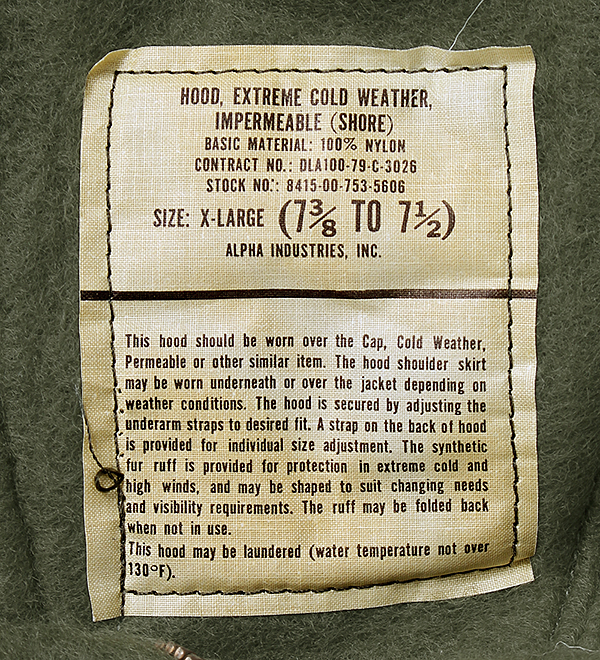 HOOD, EXTREME COLD WEATHER,
IMPERMEABLE (SHORE)
BASIC MATERIAL: 100% NYLON
CONTRACT NO.: DLA100-79-C-3026
STOCK NO.: 8415-00-753-5606
SIZE: X-LARGE (7⅜ TO 7½)
ALPHA INDUSTRIES, INC.
This hood should be worn over the Cap, Cold Weather,
Permeable or other similar item. The hood shoulder skirt
may be worn underneath or over the jacket depending on
weather conditions. The hood is secured by adjusting the
underarm straps to desired fit. A strap on the back of hood
is provided for individual size adjustment. The synthetic
fur ruff is provided for protection in extreme cold and
high winds, and may be shaped to suit changing needs
and visibility requirements. The ruff may be folded back
when not in use.
This hood may be laundered (water temperature not over
130°F).